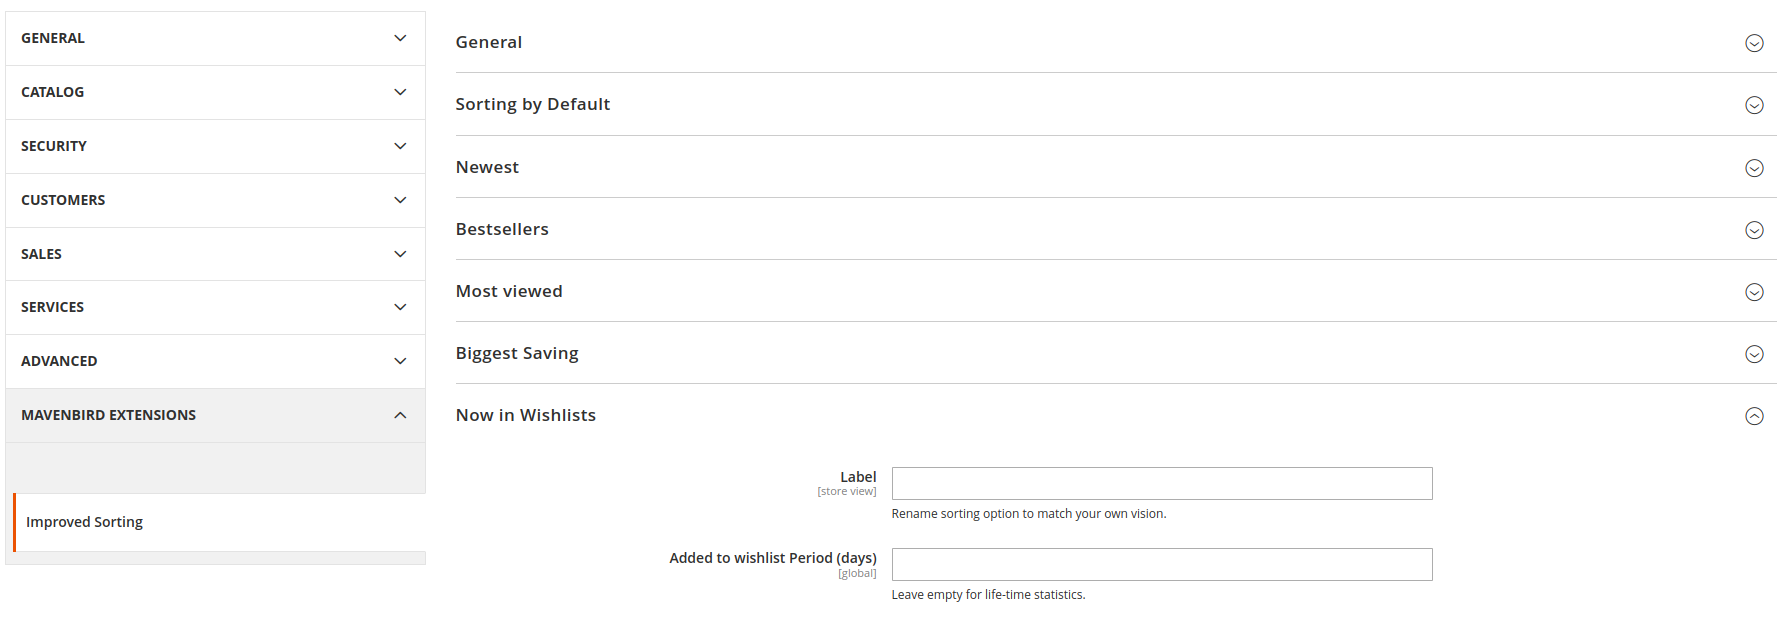 GENERAL
CATALOG
SECURITY
CUSTOMERS
SALES
SERVICES
ADVANCED
MAVENBIRD EXTENSIONS
Improved Sorting
General
Sorting by Default
Newest
Bestsellers
Most viewed
Biggest Saving
Now in Wishlists
Label
[store view]
Rename sorting option to match your own vision.
Added to wishlist Period (days)
[global]
Leave empty for life-time statistics.